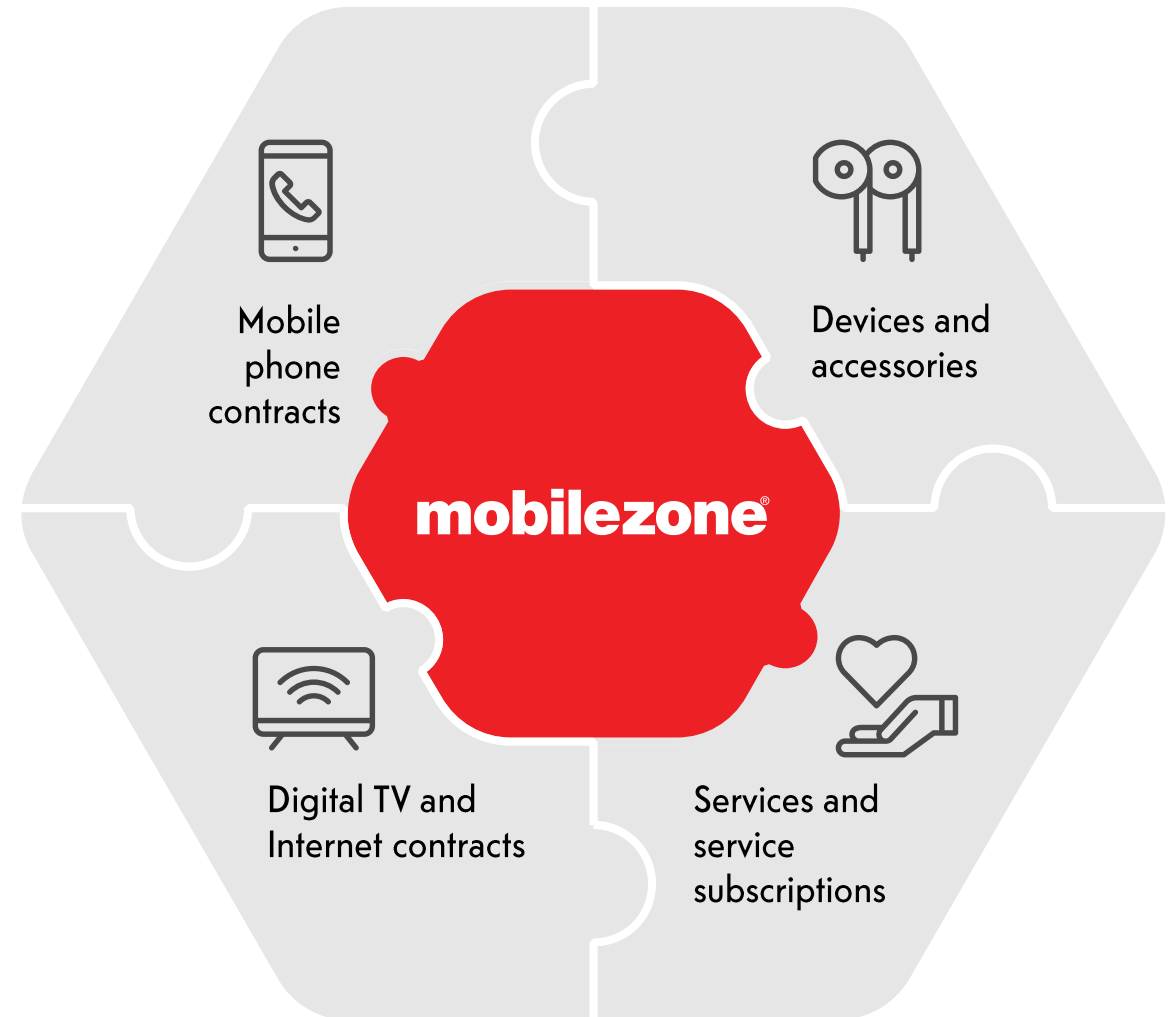 Mobile
phone
contracts
Devices and
accessories
mobilezone®
Digital TV and
Internet contracts
Services and
service
subscriptions